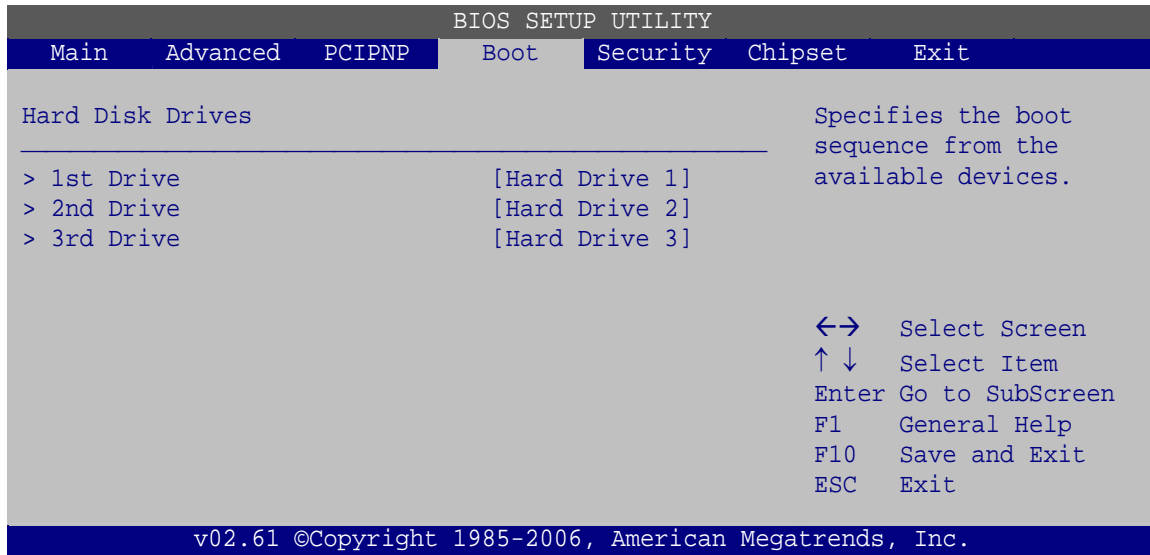 BIOS SETUP UTILITY
Main Advanced PCIPNP Boot Security Chipset Exit
Hard Disk Drives
> 1st Drive [Hard Drive 1]
> 2nd Drive [Hard Drive 2]
> 3rd Drive [Hard Drive 3]
Specifies the boot
sequence from the
available devices.
←→ Select Screen
↑ ↓ Select Item
Enter Go to SubScreen
F1 General Help
F10 Save and Exit
ESC Exit
v02.61 ©Copyright 1985-2006, American Megatrends, Inc.